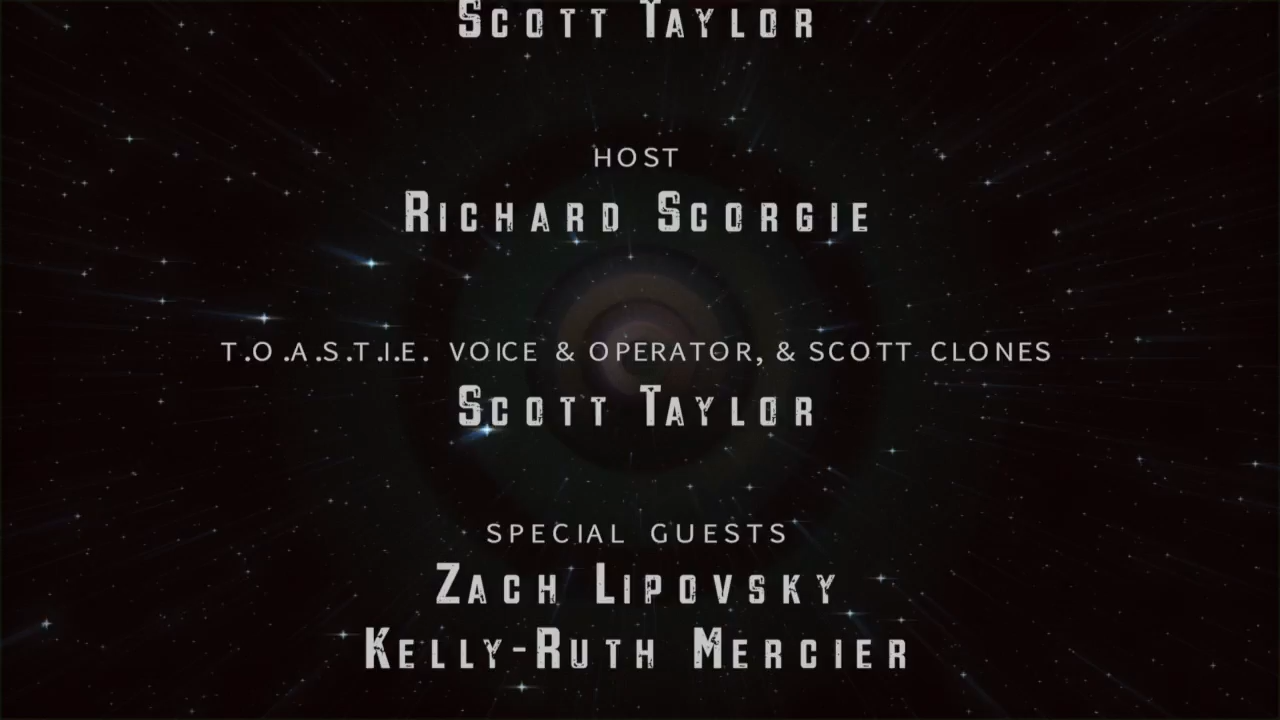 Scott Taylor
HOST
Richard Scorgie
T.O.A.S.T.I.E. VOICE & OPERATOR, & SCOTT CLONES
Scott Taylor
SPECIAL GUESTS
Zach Lipovsky
Kelly-Ruth Mercier